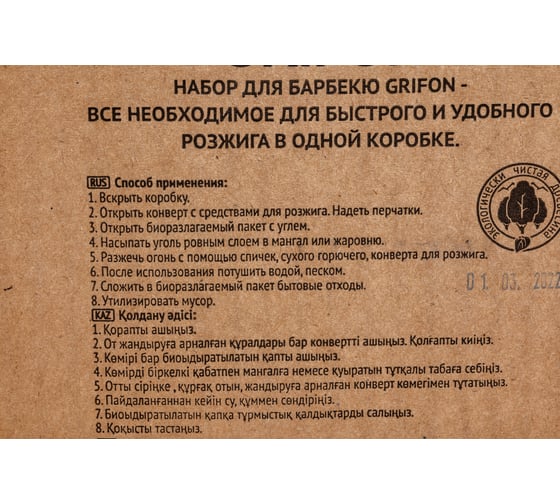 НАБОР ДЛЯ БАРБЕКЮ GRIFON -
ВСЕ НЕОБХОДИМОЕ ДЛЯ БЫСТРОГО И УДОБНОГО
РОЗЖИГА В ОДНОЙ КОРОБКЕ.
RUS Способ применения:
1. Вскрыть коробку.
2. Открыть конверт с средствами для розжига. Надеть перчатки.
3. Открыть биоразлагаемый пакет с углем.
4. Насыпать уголь ровным слоем в мангал или жаровню.
5. Разжечь огонь с помощью спичек, сухого горючего, конверта для розжига.
6. После использования потушить водой, песком.
7. Сложить в биоразлагаемый пакет бытовые отходы.
8. Утилизировать мусор.
экологически чистая
01. 03. 2022
KAZ Қолдану әдісі:
1. Қорапты ашыңыз.
2. От жандыруға арналған құралдары бар конвертті ашыңыз. Қолғапты киіңіз.
3. Көмірі бар биоыдыратылатын қапты ашыңыз.
4. Көмірді біркелкі қабатпен мангалға немесе қуыратын тұтқалы табаға себіңіз.
5. Отты сіріңке , құрғақ отын, жандыруға арналған конверт көмегімен тұтатыңыз.
6. Пайдаланғаннан кейін су, құммен сөндіріңіз.
7. Биоыдыратылатын қапқа тұрмыстық қалдықтарды салыңыз.
8. Қоқысты тастаңыз.